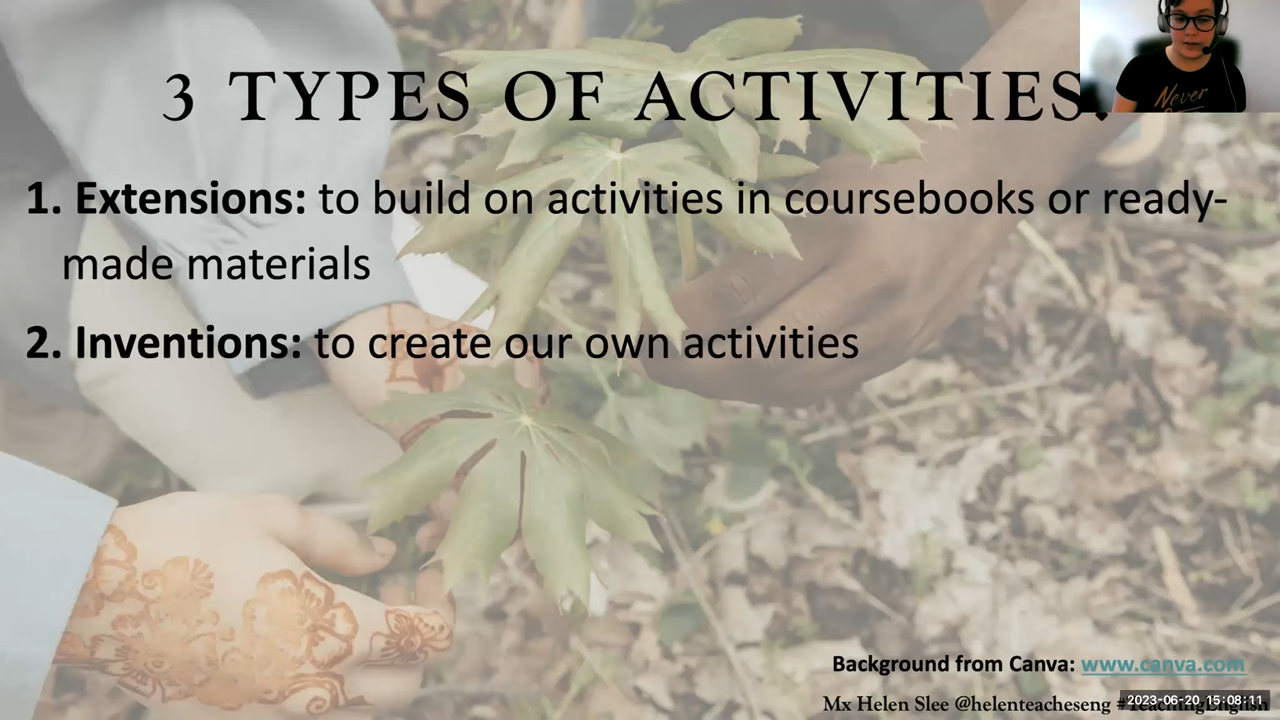 3 TYPES OF ACTIVITIES:
Never
1. Extensions: to build on activities in coursebooks or ready-
made materials
2. Inventions: to create our own activities
Background from Canva: www.canva.com
Mx Helen Slee @helenteacheseng #TeachingEnglish
2023-06-20 15:08:11